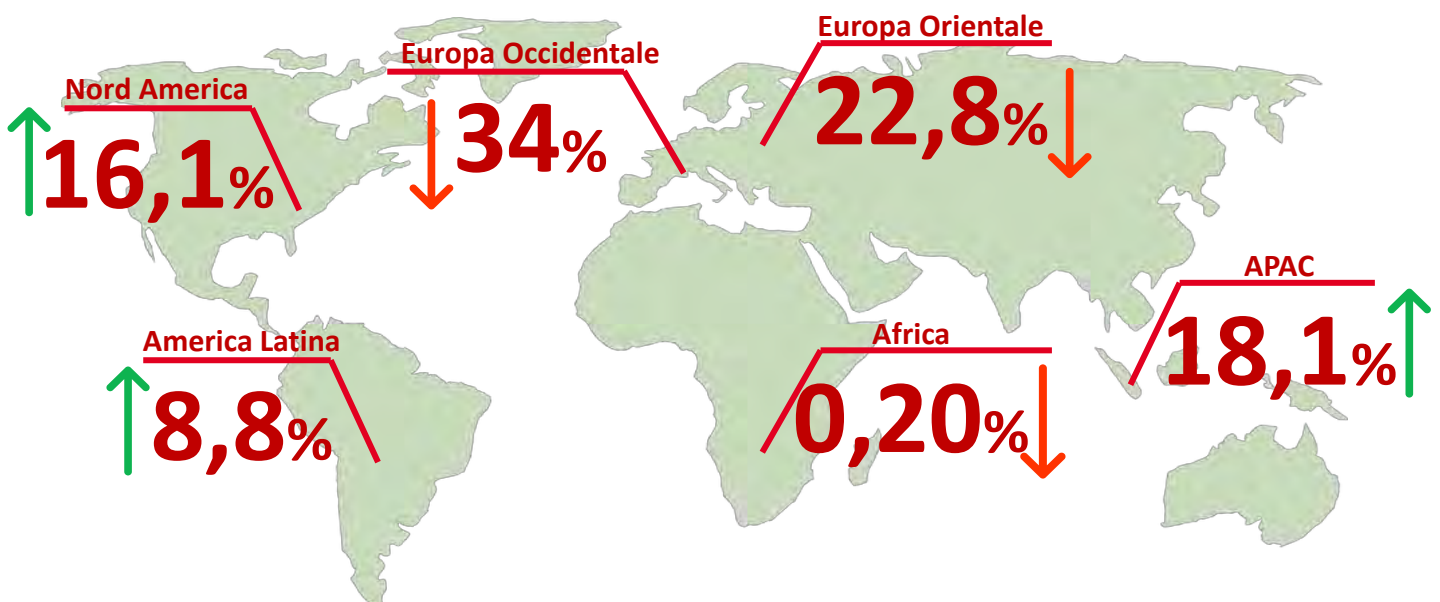 Nord America
16,1%
Europa Occidentale
34%
Europa Orientale
22,8%
America Latina
8,8%
Africa
0,20%
APAC
18,1%